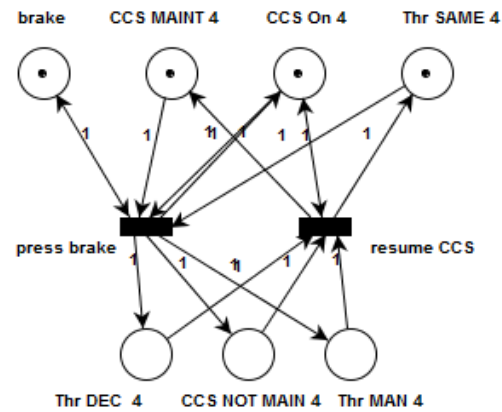 brake CCS MAINT 4 CCS On 4 Thr SAME 4
1 1 1 1 1 1 1 1
press brake resume CCS
1 1 1 1 1 1
Thr DEC 4 CCS NOT MAIN 4 Thr MAN 4